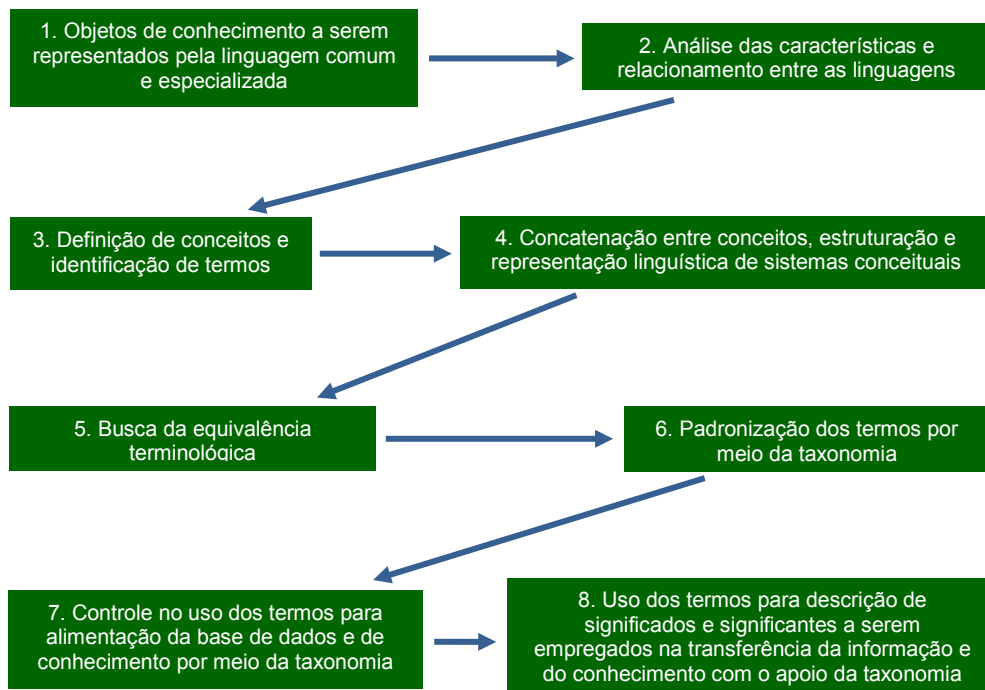 1. Objetos de conhecimento a serem
representados pela linguagem comum
e especializada
2. Análise das características e
relacionamento entre as linguagens
3. Definição de conceitos e
identificação de termos
4. Concatenação entre conceitos, estruturação e
representação linguística de sistemas conceituais
5. Busca da equivalência
terminológica
6. Padronização dos termos por
meio da taxonomia
7. Controle no uso dos termos para
alimentação da base de dados e de
conhecimento por meio da taxonomia
8. Uso dos termos para descrição de
significados e significantes a serem
empregados na transferência da informação e
do conhecimento com o apoio da taxonomia